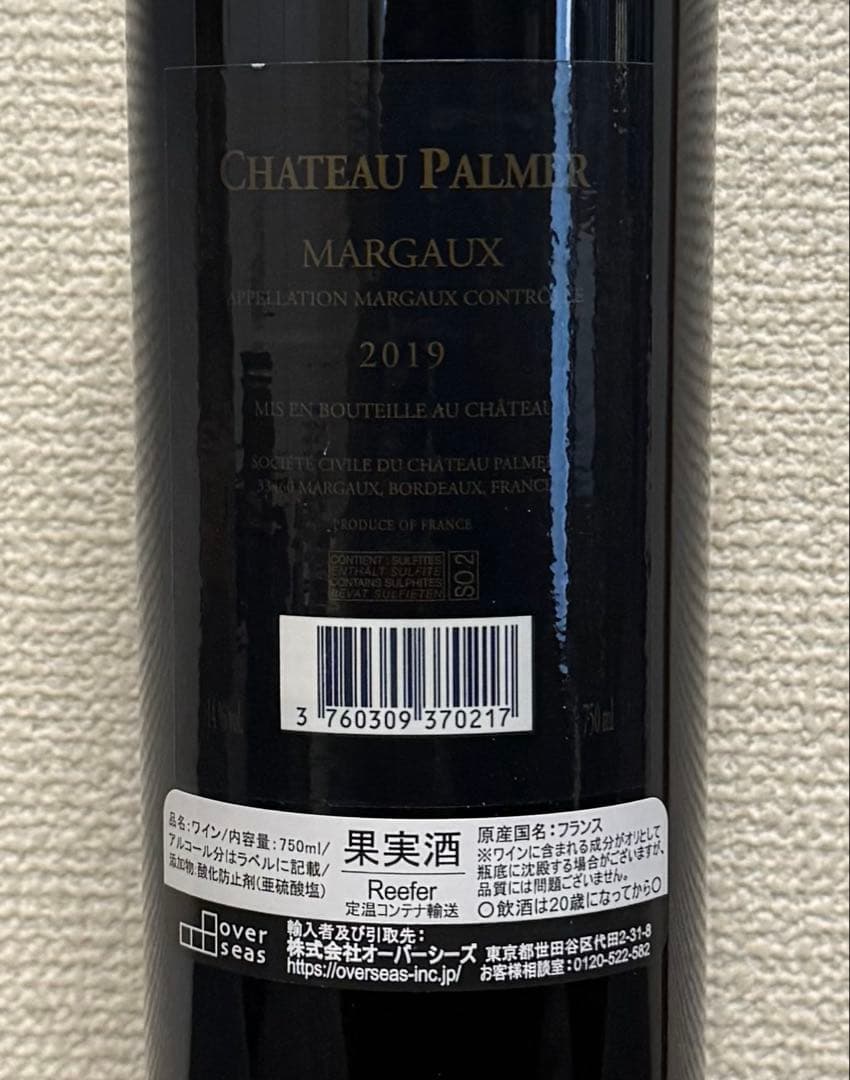 CHATEAU PALMER
MARGAUX
APPELLATION MARGAUX CONTRÔLÉE
2019
MIS EN BOUTEILLE AU CHÂTEAU
SOCIÉTÉ CIVILE DU CHÂTEAU PALMER
33460 MARGAUX, BORDEAUX, FRANCE
PRODUCE OF FRANCE
CONTIENT : SULFITES
ENTHÄLT SULFITE
CONTAINS SULPHITES
BEVAT SULFIETEN
SO2
3 760309 370217
750 ml
品名:ワイン/内容量:750ml/
アルコール分はラベルに記載/
添加物:酸化防止剤(亜硫酸塩)
果実酒
Reefer
定温コンテナ輸送
原産国名:フランス
※ワインに含まれる成分がオリとして
瓶底に沈殿する場合がございますが、
品質には問題ございません。
〇飲酒は20歳になってから〇
over
seas
輸入者及び引取先:
株式会社オーバーシーズ 東京都世田谷区代田2-31-8
https://overseas-inc.jp/ お客様相談室:0120-522-582